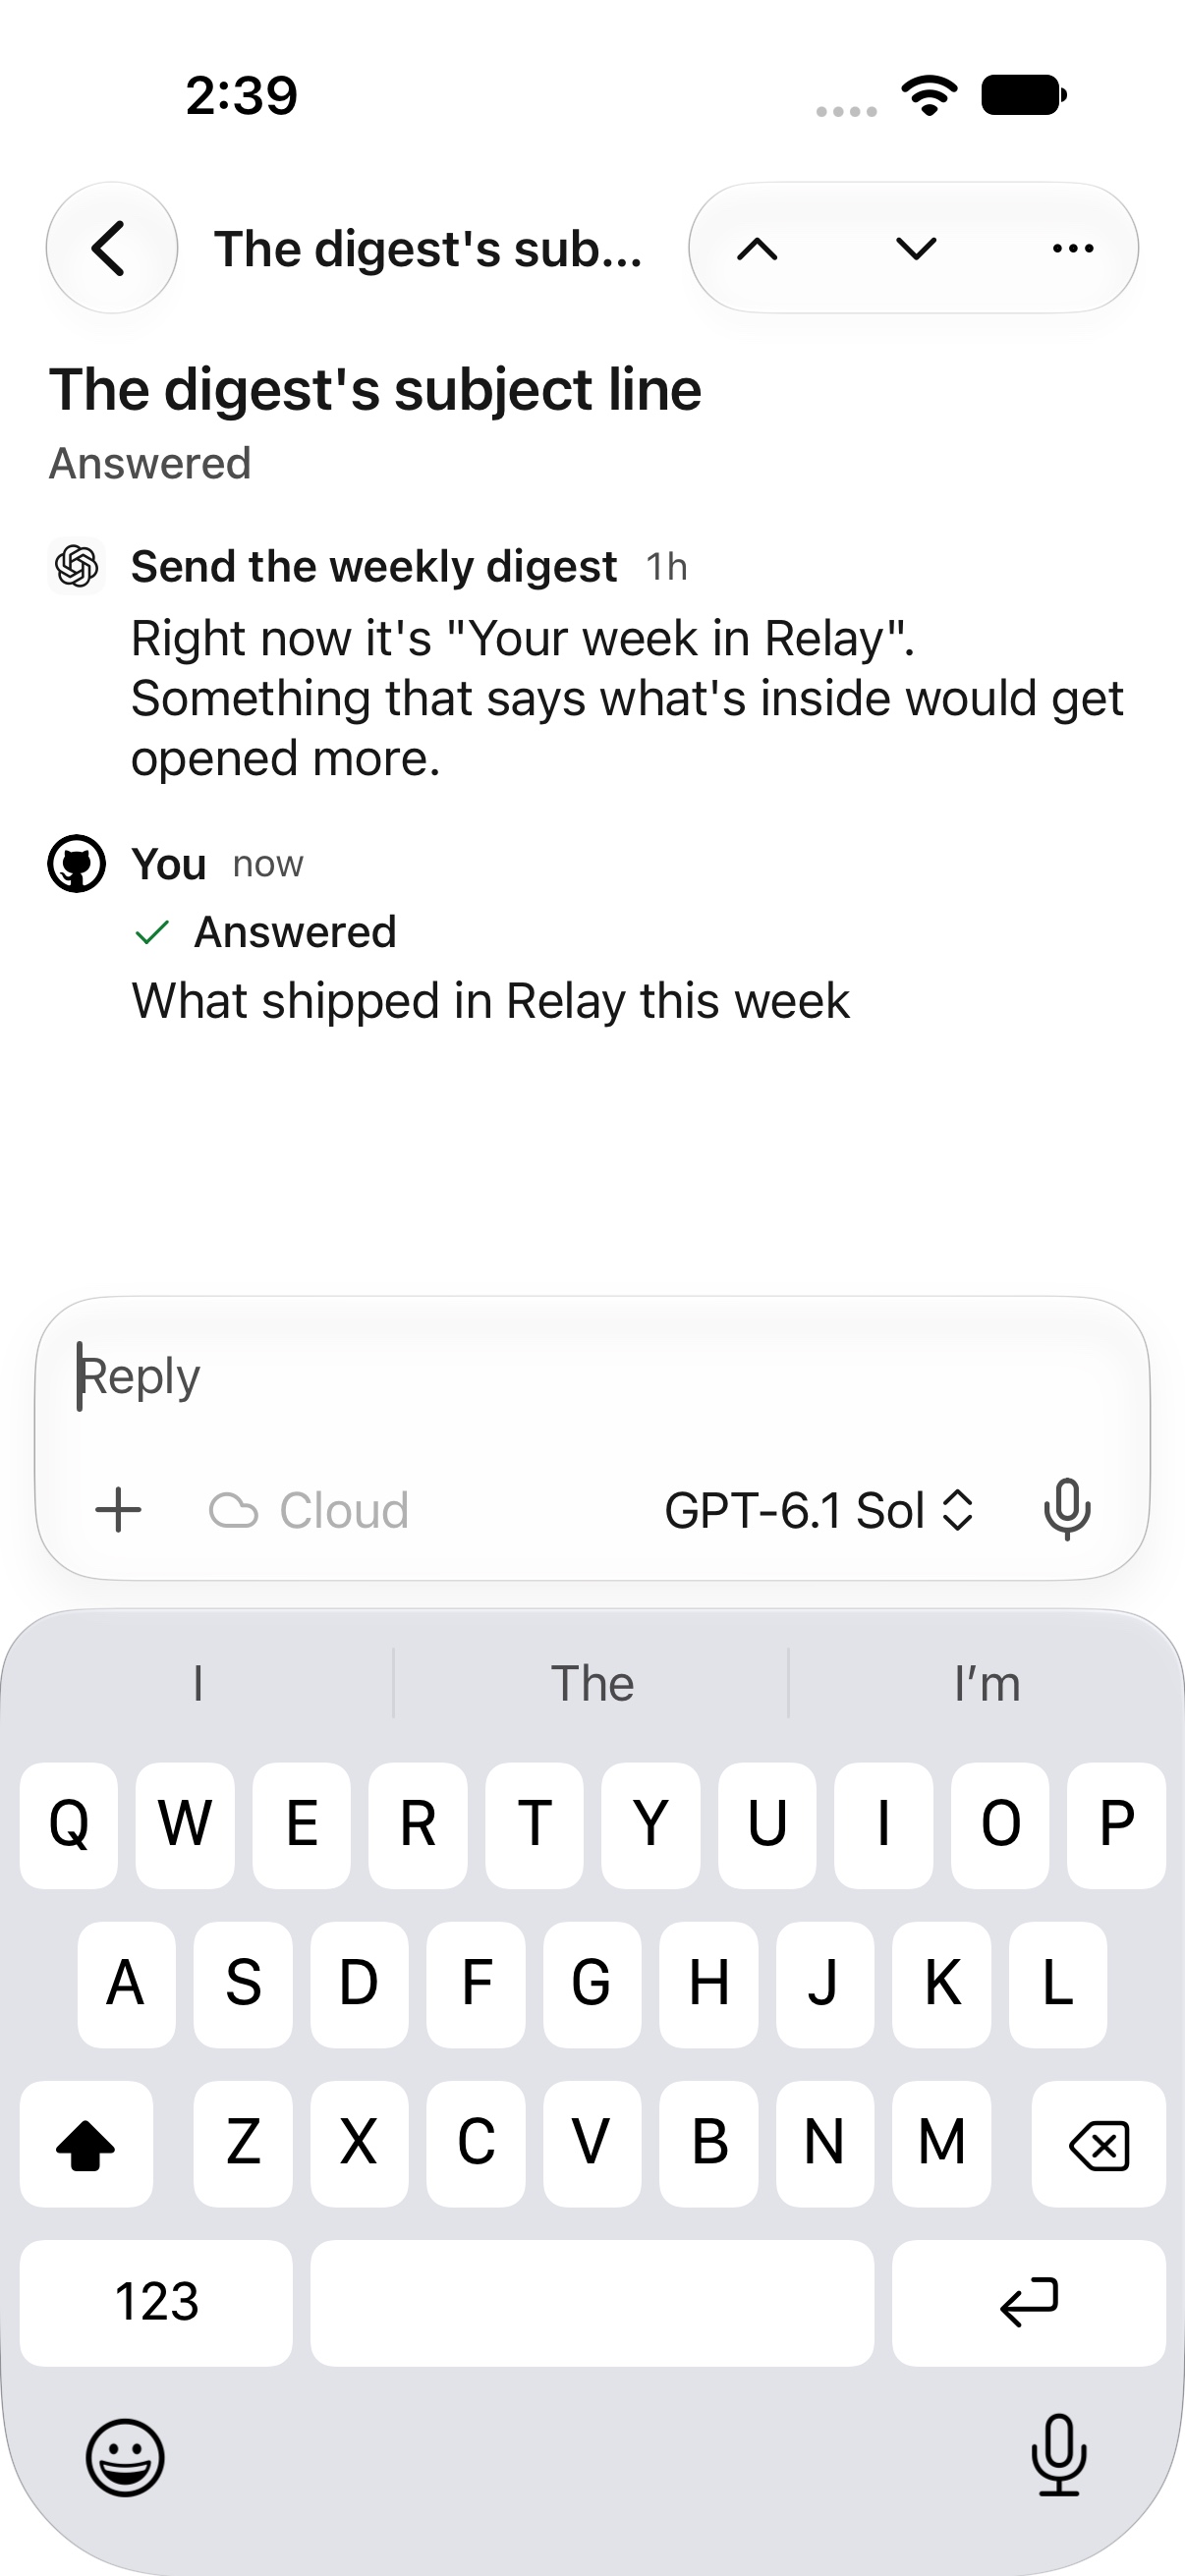 2:39
The digest's sub...
The digest's subject line
Answered
Send the weekly digest 1h
Right now it's "Your week in Relay".
Something that says what's inside would get
opened more.
You now
Answered
What shipped in Relay this week
Reply
Cloud GPT-6.1 Sol
I The I’m
Q W E R T Y U I O P
A S D F G H J K L
Z X C V B N M
123